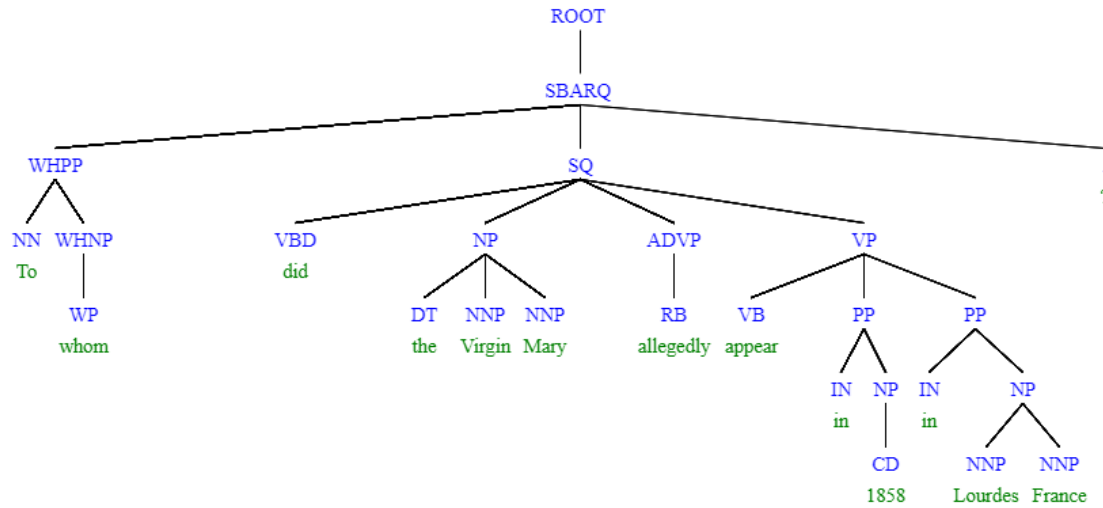 ROOT
SBARQ
WHPP SQ
NN WHNP VBD NP ADVP VP
To did
WP DT NNP NNP RB VB PP PP
whom the Virgin Mary allegedly appear
IN NP IN NP
in in
CD NNP NNP
1858 Lourdes France